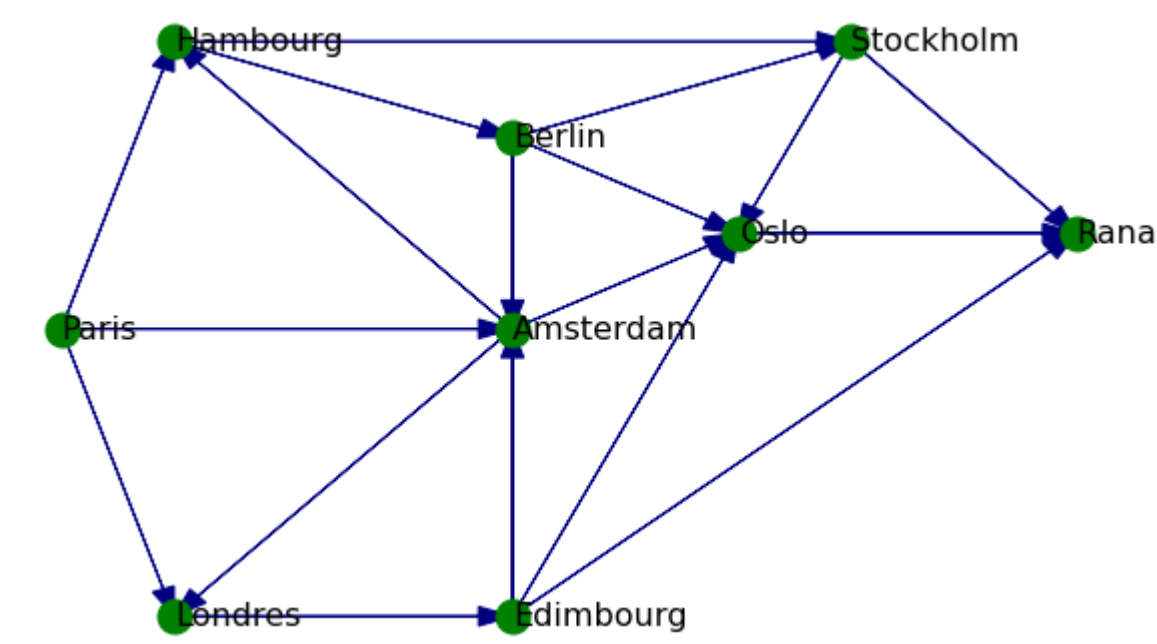 Hambourg
Stockholm
Berlin
Oslo
Rana
Paris
Amsterdam
Londres
Edimbourg